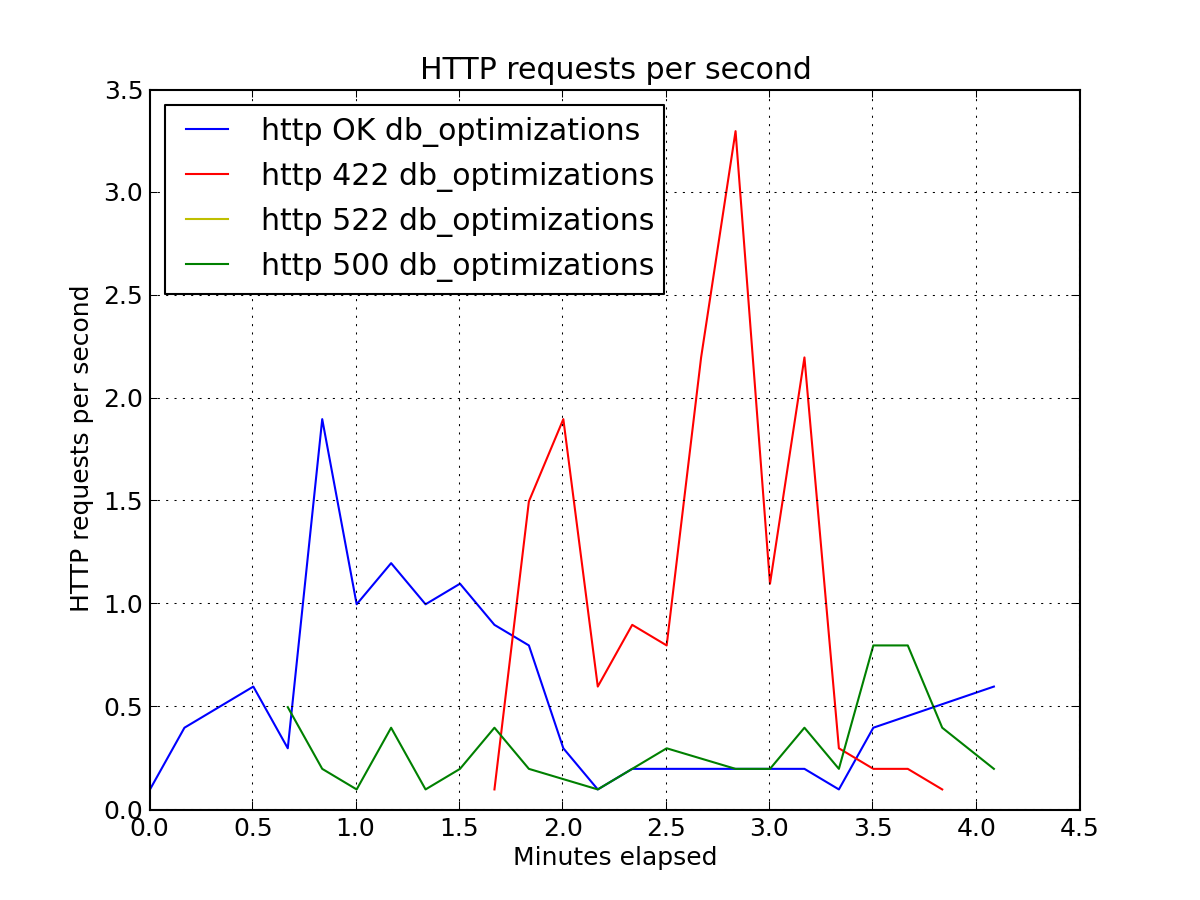 HTTP requests per second
3.5
http OK db_optimizations
http 422 db_optimizations
http 522 db_optimizations
http 500 db_optimizations
3.0
2.5
2.0
1.5
1.0
0.5
0.0
HTTP requests per second
0.0 0.5 1.0 1.5 2.0 2.5 3.0 3.5 4.0 4.5
Minutes elapsed